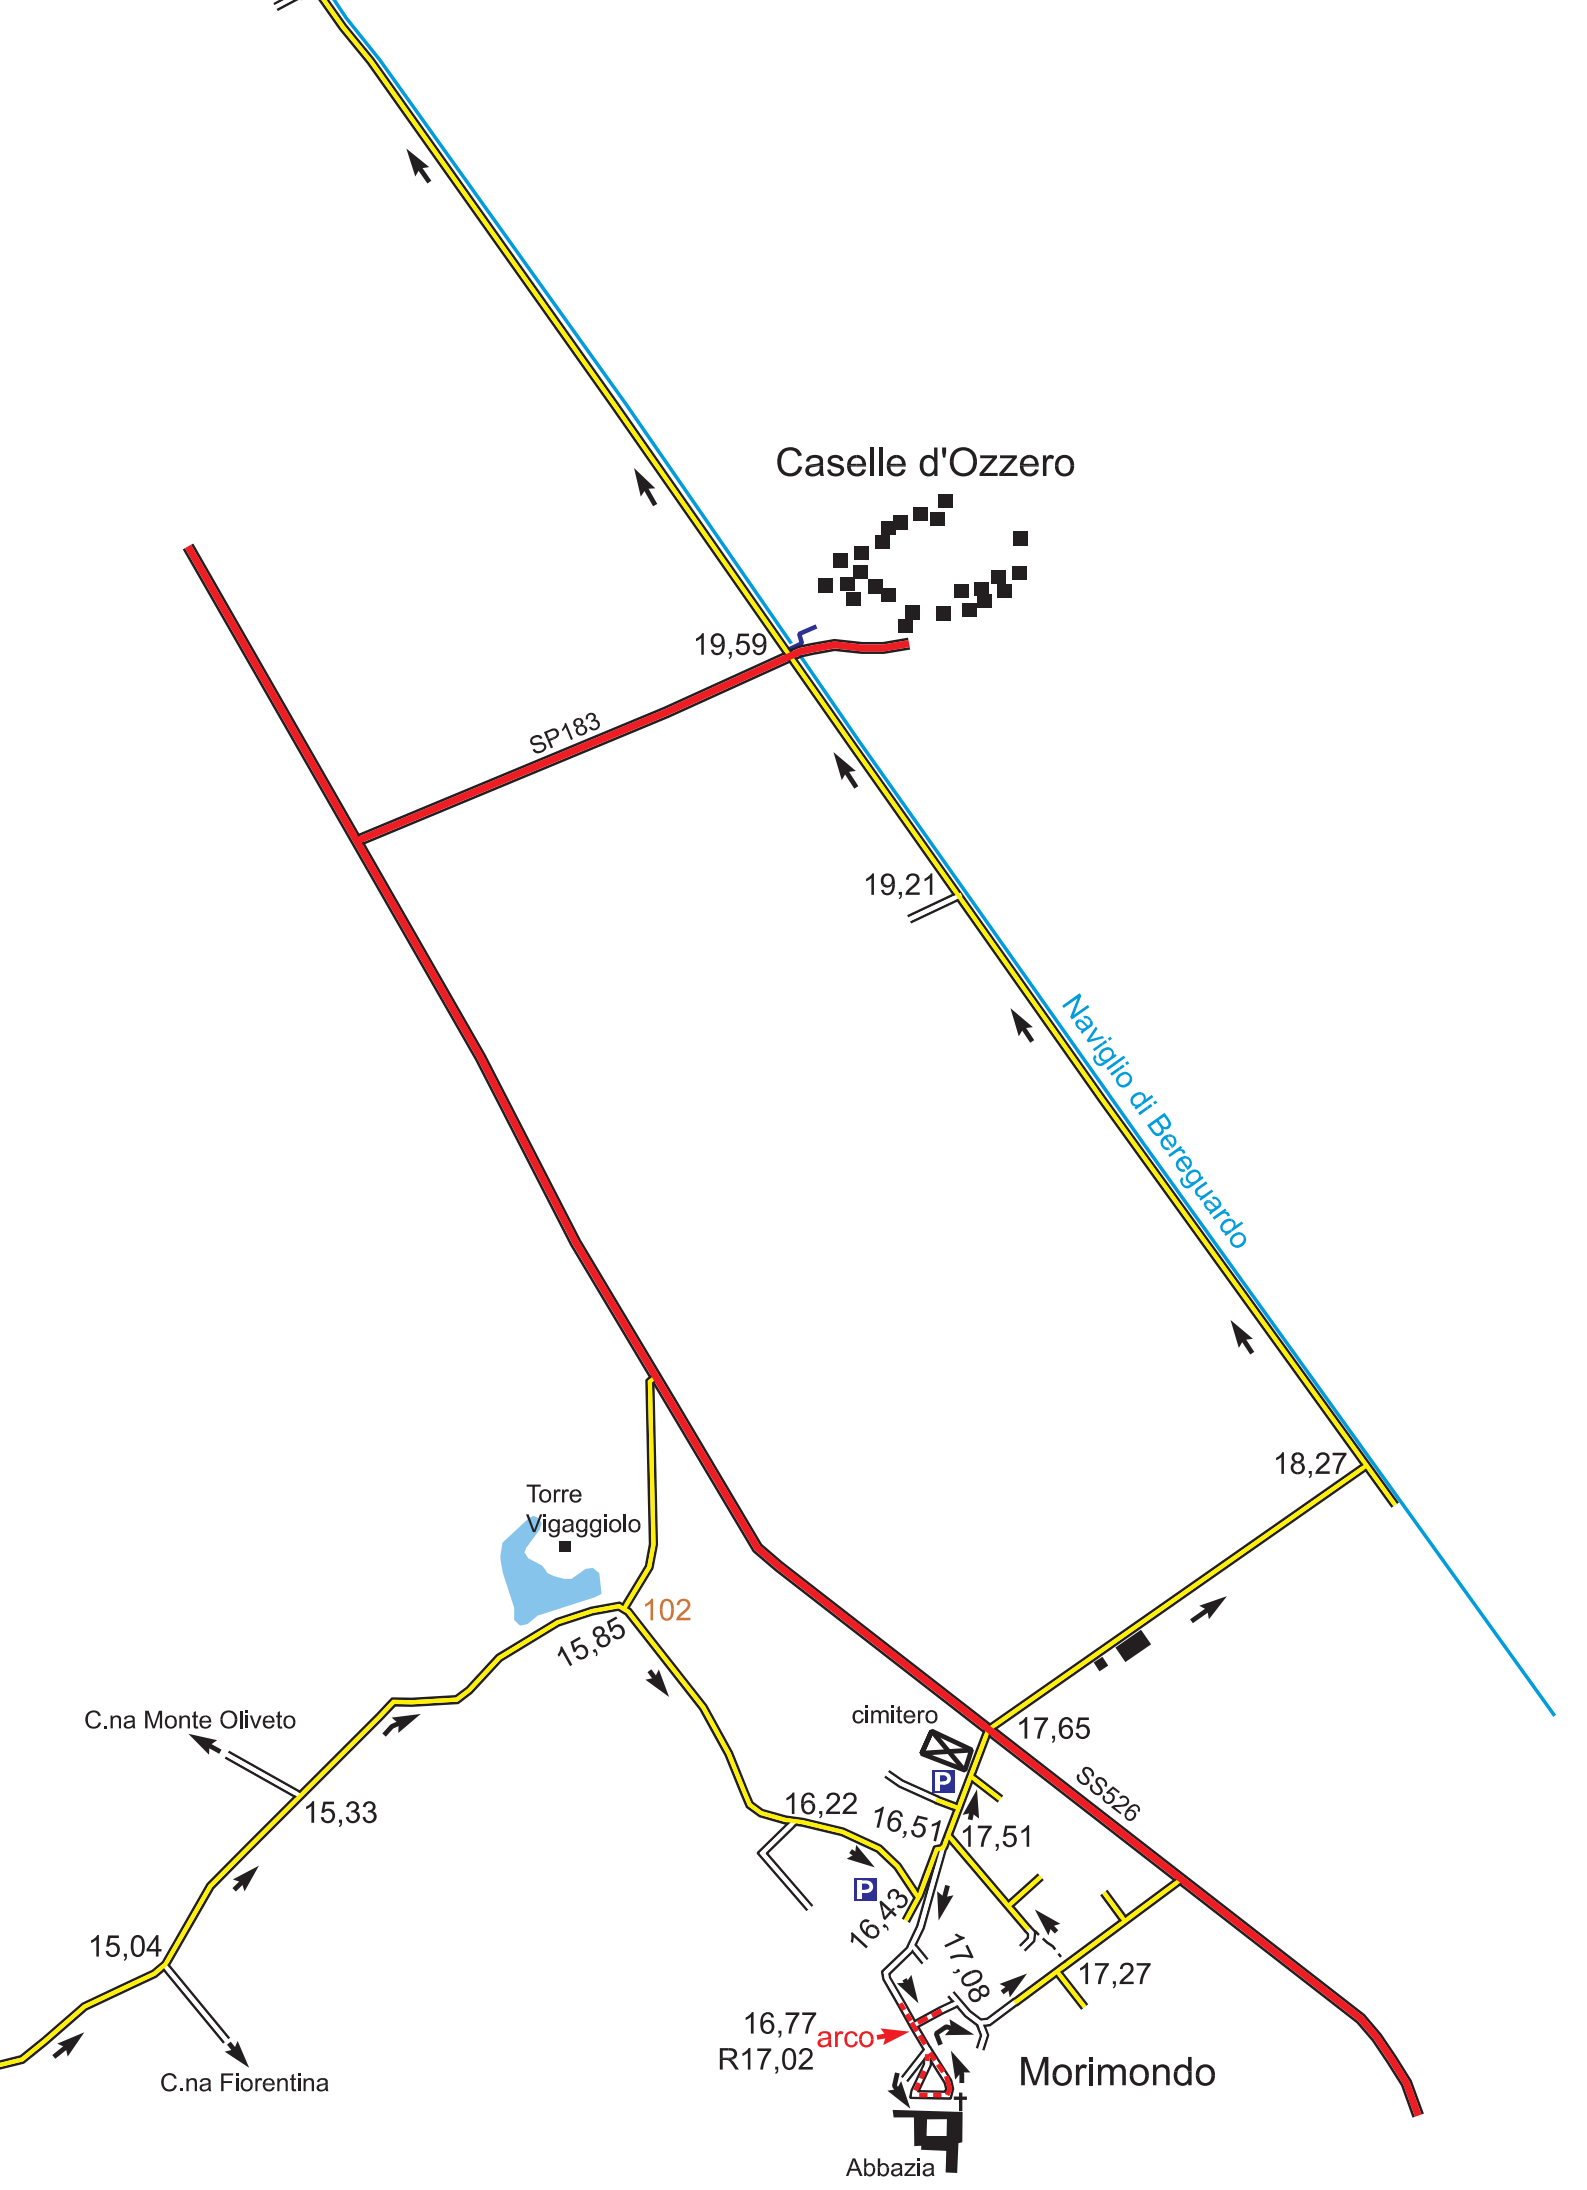 Caselle d'Ozzero
19,59
SP183
19,21
Naviglio di Bereguardo
18,27
Torre
Vigaggiolo
102
15,85
cimitero
C.na Monte Oliveto
17,65
P
SS526
15,33
16,22
16,51
17,51
P
16,43
15,04
17,08
17,27
16,77
arco
R17,02
Morimondo
C.na Fiorentina
Abbazia